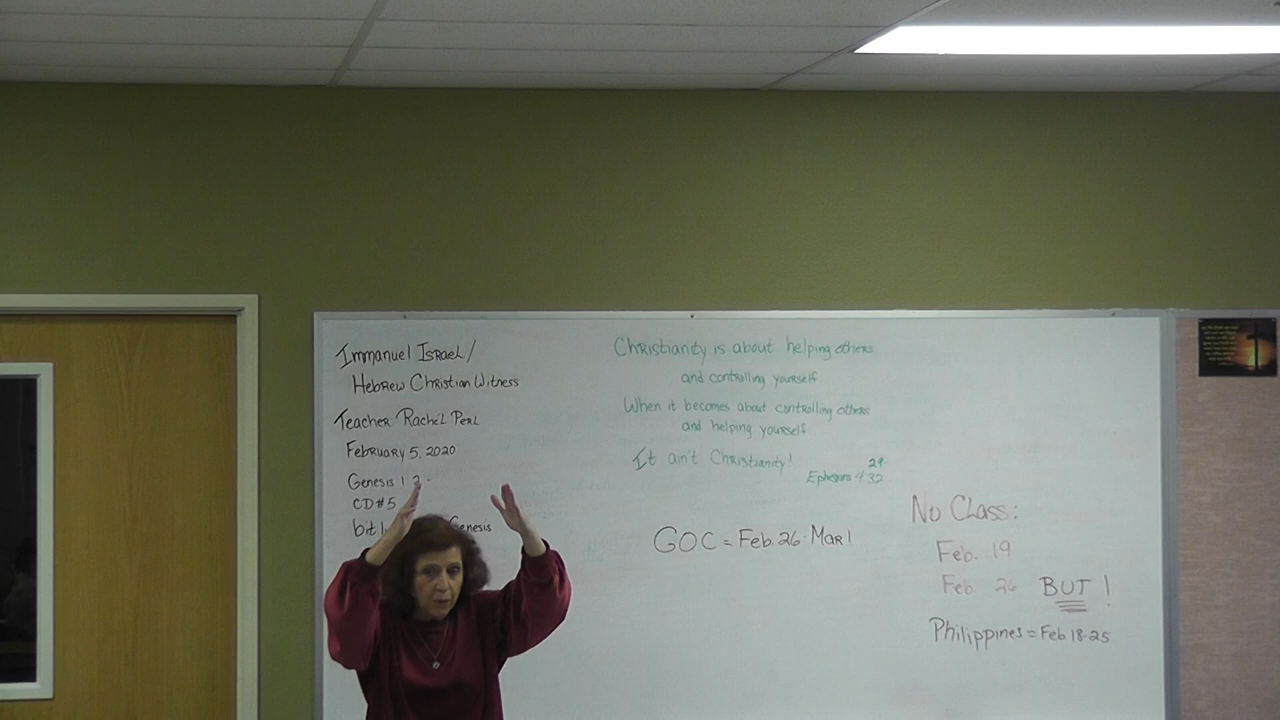 Immanuel Israel/
Hebrew Christian Witness
Teacher Rachel Perl
February 5, 2020
Genesis 1:2-
CD#5
bit.l Genesis
Christianity is about helping others
and controlling yourself
When it becomes about controlling others
and helping yourself
It ain't Christianity!
29-
Ephesians 4 32
GOC = Feb. 26-Mar 1
No Class:
Feb. 19
Feb. 26 BUT!
Philippines = Feb 18-25